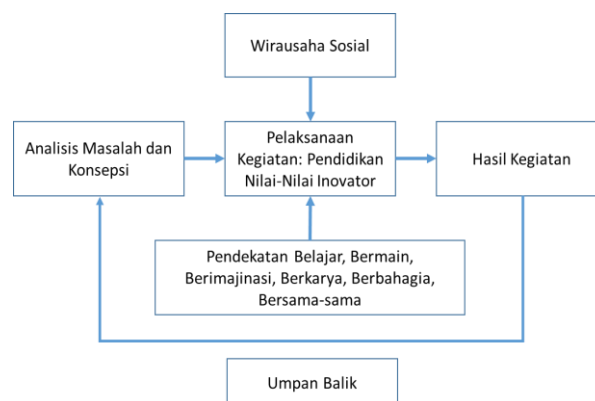 Wirausaha Sosial
Analisis Masalah dan
Konsepsi
Pelaksanaan
Kegiatan: Pendidikan
Nilai-Nilai Inovator
Hasil Kegiatan
Pendekatan Belajar, Bermain,
Berimajinasi, Berkarya, Berbahagia,
Bersama-sama
Umpan Balik